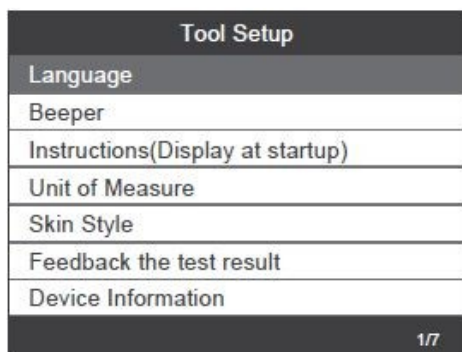 Tool Setup
Language
Beeper
Instructions(Display at startup)
Unit of Measure
Skin Style
Feedback the test result
Device Information
1/7